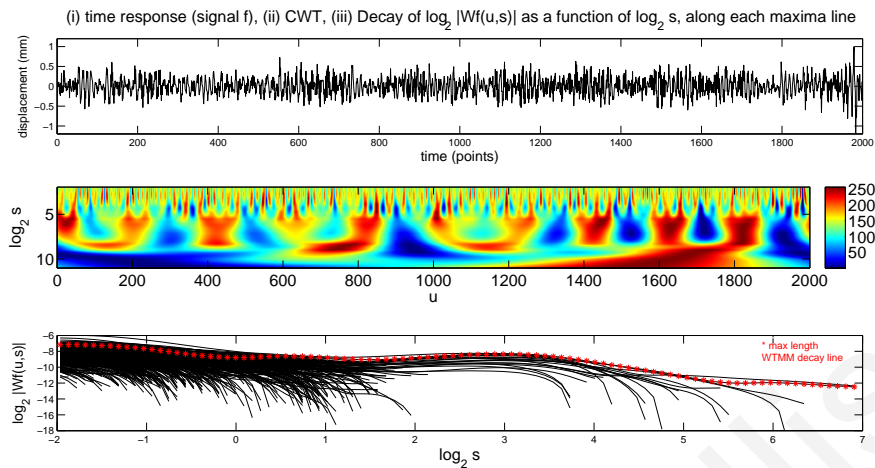 (i) time response (signal f), (ii) CWT, (iii) Decay of log₂ |Wf(u,s)| as a function of log₂ s, along each maxima line
displacement (mm)
1
0.5
0
−0.5
−1
0 200 400 600 800 1000 1200 1400 1600 1800 2000
time (points)
log₂ s
5
10
0 200 400 600 800 1000 1200 1400 1600 1800 2000
u
250
200
150
100
50
log₂ |Wf(u,s)|
−6
−8
−10
−12
−14
−16
−18
* max length
WTMM decay line
−2 −1 0 1 2 3 4 5 6 7
log₂ s